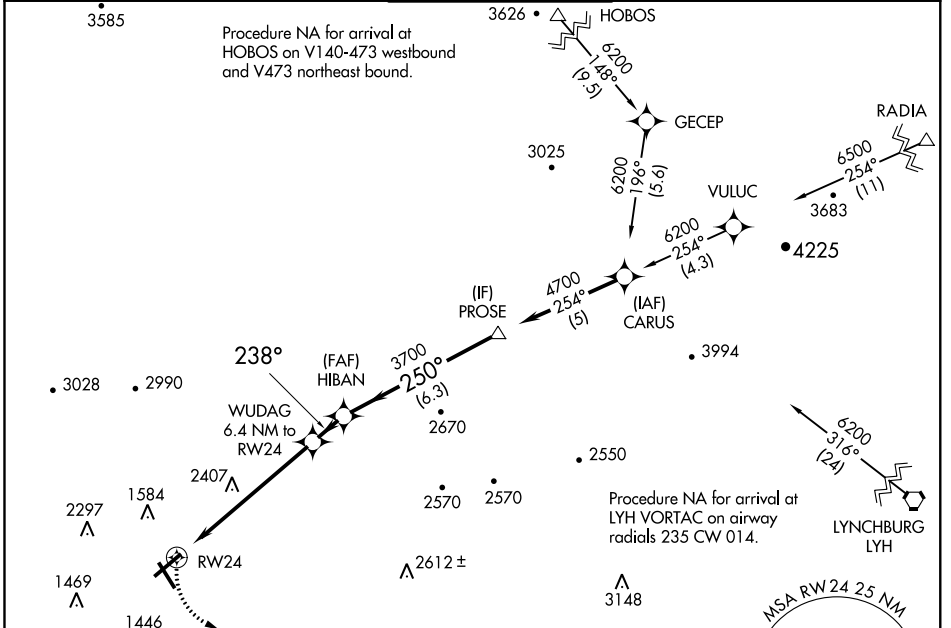 3585
Procedure NA for arrival at
HOBOS on V140-473 westbound
and V473 northeast bound.
3626
HOBOS
6200
148°
(9.5)
GECEP
RADIA
3025
6200
196°
(5.6)
6500
254°
(11)
VULUC
3683
6200
254°
(4.3)
4225
4700
254°
(5)
(IAF)
CARUS
(IF)
PROSE
238°
(FAF)
HIBAN
3700
250°
(6.3)
3994
3028
2990
WUDAG
6.4 NM to
RW24
2670
6200
316°
(24)
2407
2550
2297
1584
2570
2570
Procedure NA for arrival at
LYH VORTAC on airway
radials 235 CW 014.
LYNCHBURG
LYH
RW24
2612 ±
1469
3148
1446
MSA RW24 25 NM